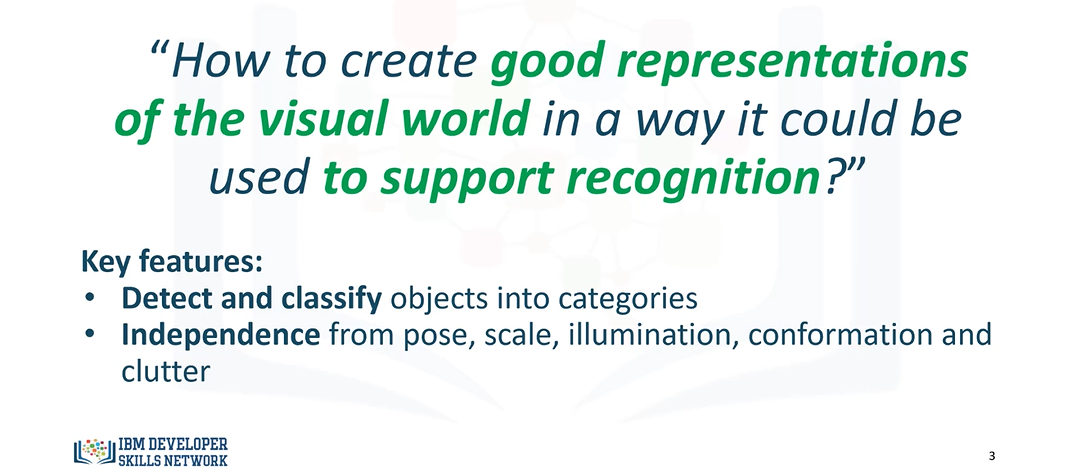 “How to create good representations
of the visual world in a way it could be
used to support recognition?”
Key features:
• Detect and classify objects into categories
• Independence from pose, scale, illumination, conformation and
clutter
IBM DEVELOPER
SKILLS NETWORK
3